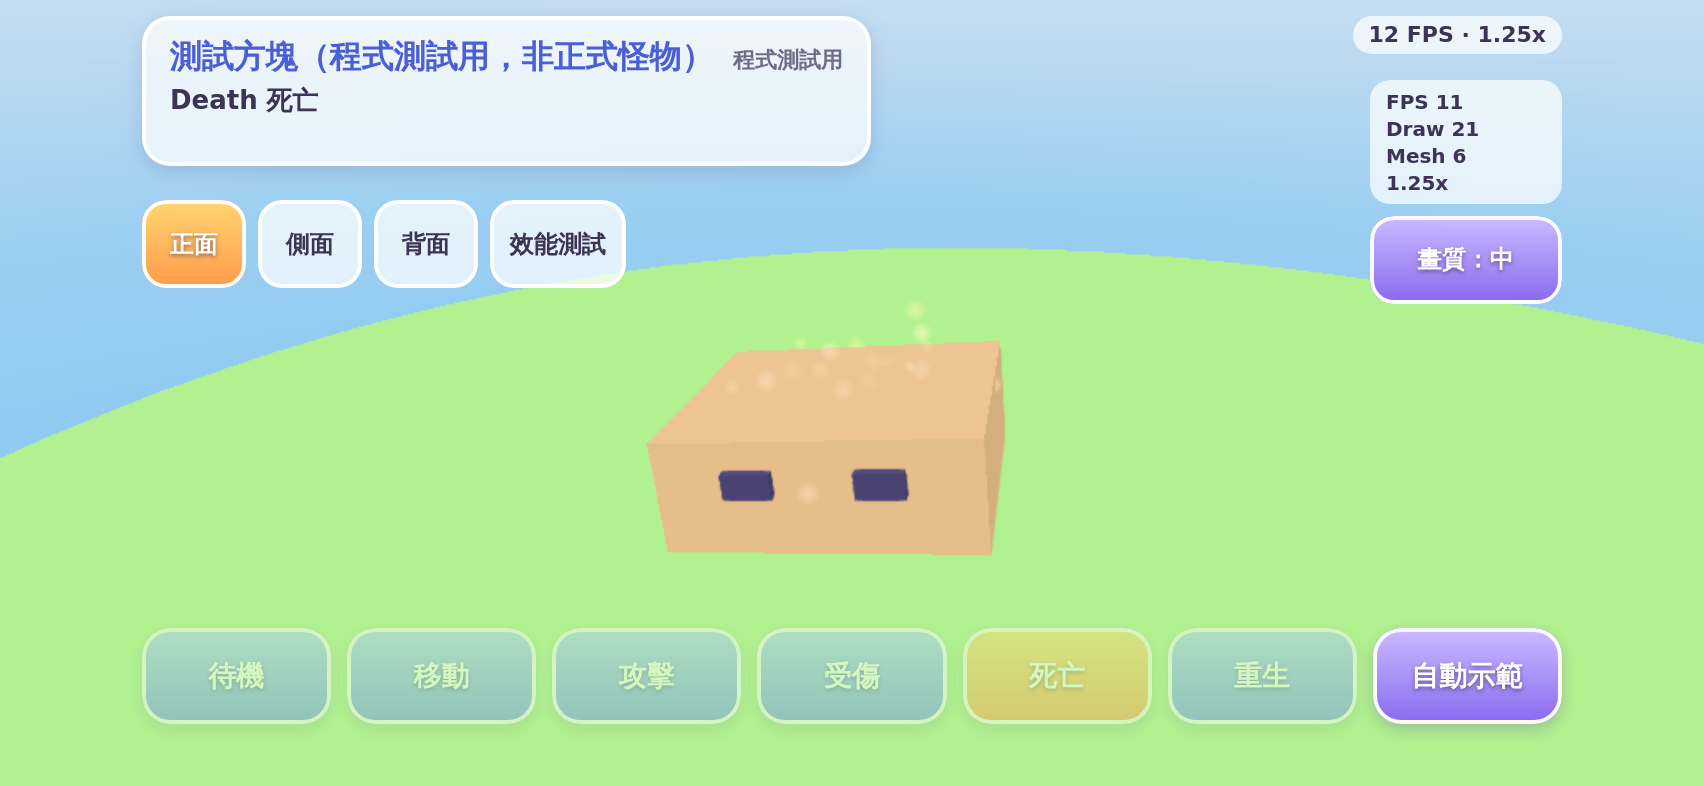 測試方塊（程式測試用，非正式怪物） 程式測試用
Death 死亡
12 FPS · 1.25x
FPS 11
Draw 21
Mesh 6
1.25x
正面 側面 背面 效能測試
畫質：中
待機 移動 攻擊 受傷 死亡 重生 自動示範